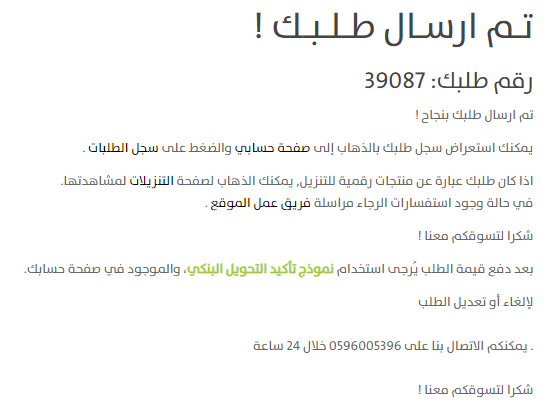 تـم ارسـال طـلـبـك !
رقم طلبك: 39087
تم ارسال طلبك بنجاح !
يمكنك استعراض سجل طلبك بالذهاب إلى صفحة حسابي والضغط على سجل الطلبات .
اذا كان طلبك عبارة عن منتجات رقمية للتنزيل, يمكنك الذهاب لصفحة التنزيلات لمشاهدتها.
في حالة وجود استفسارات الرجاء مراسلة فريق عمل الموقع .
شكرا لتسوقكم معنا !
بعد دفع قيمة الطلب يُرجى استخدام نموذج تأكيد التحويل البنكي، والموجود في صفحة حسابك.
لإلغاء أو تعديل الطلب
. يمكنكم الاتصال بنا على 0596005396 خلال 24 ساعة
شكرا لتسوقكم معنا !